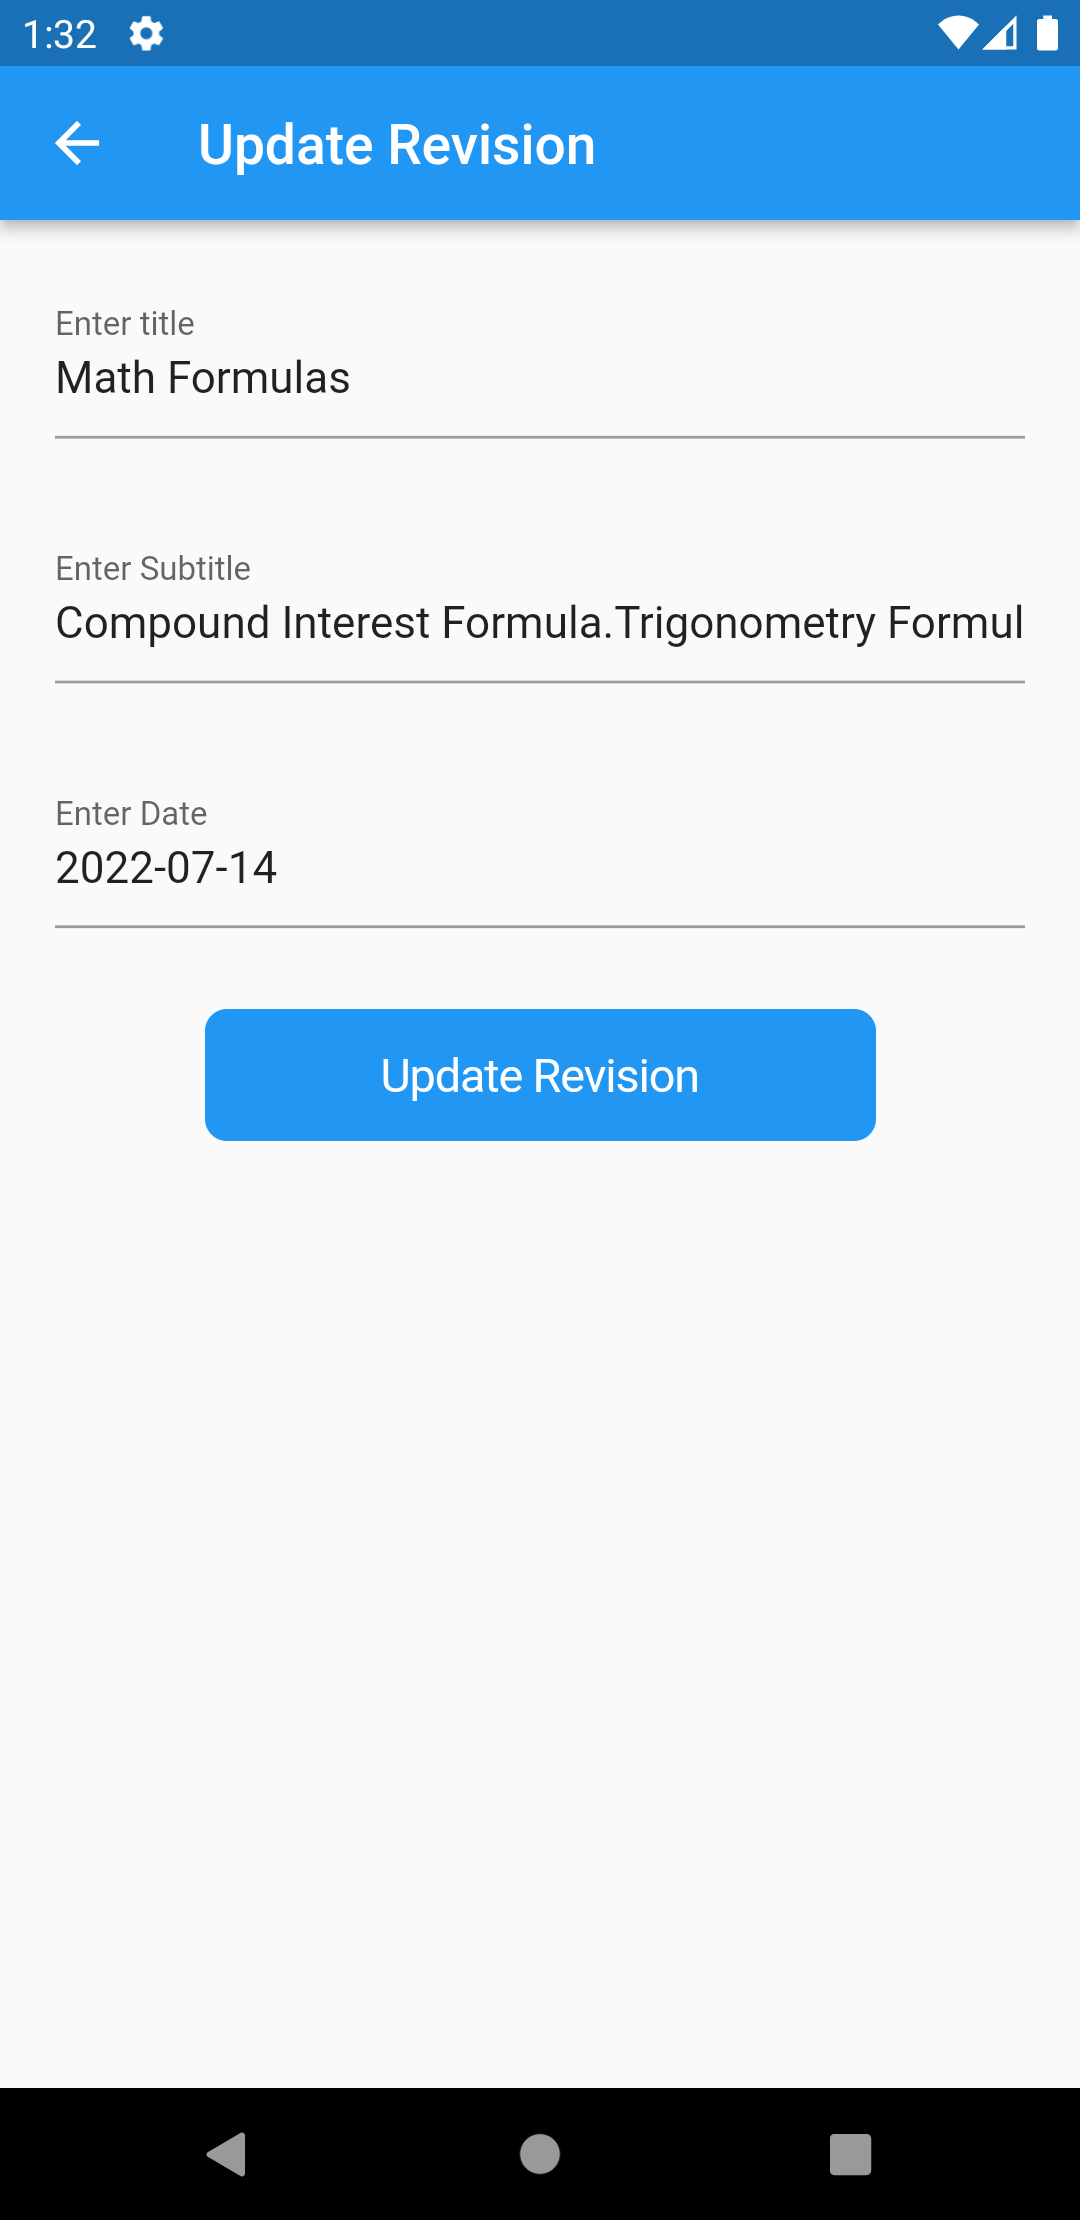 1:32
Update Revision
Enter title
Math Formulas
Enter Subtitle
Compound Interest Formula.Trigonometry Formul
Enter Date
2022-07-14
Update Revision